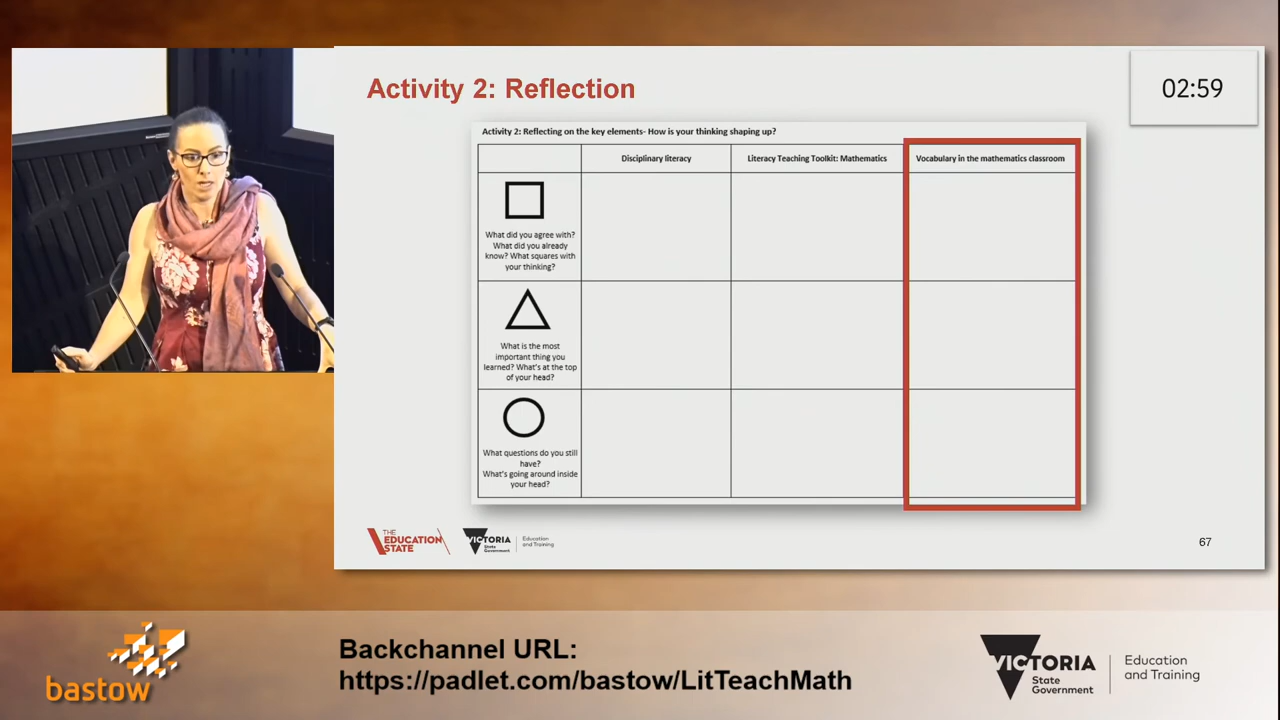 Activity 2: Reflection
02:59
Activity 2: Reflecting on the key elements- How is your thinking shaping up?
Disciplinary literacy
Literacy Teaching Toolkit: Mathematics
Vocabulary in the mathematics classroom
What did you agree with?
What did you already
know? What squares with
your thinking?
What is the most
important thing you
learned? What's at the top
of your head?
What questions do you still
have?
What's going around inside
your head?
THE
EDUCATION
STATE
VICTORIA
State
Government
Education
and Training
67
bastow
Backchannel URL:
https://padlet.com/bastow/LitTeachMath
VICTORIA
State
Government
Education
and Training